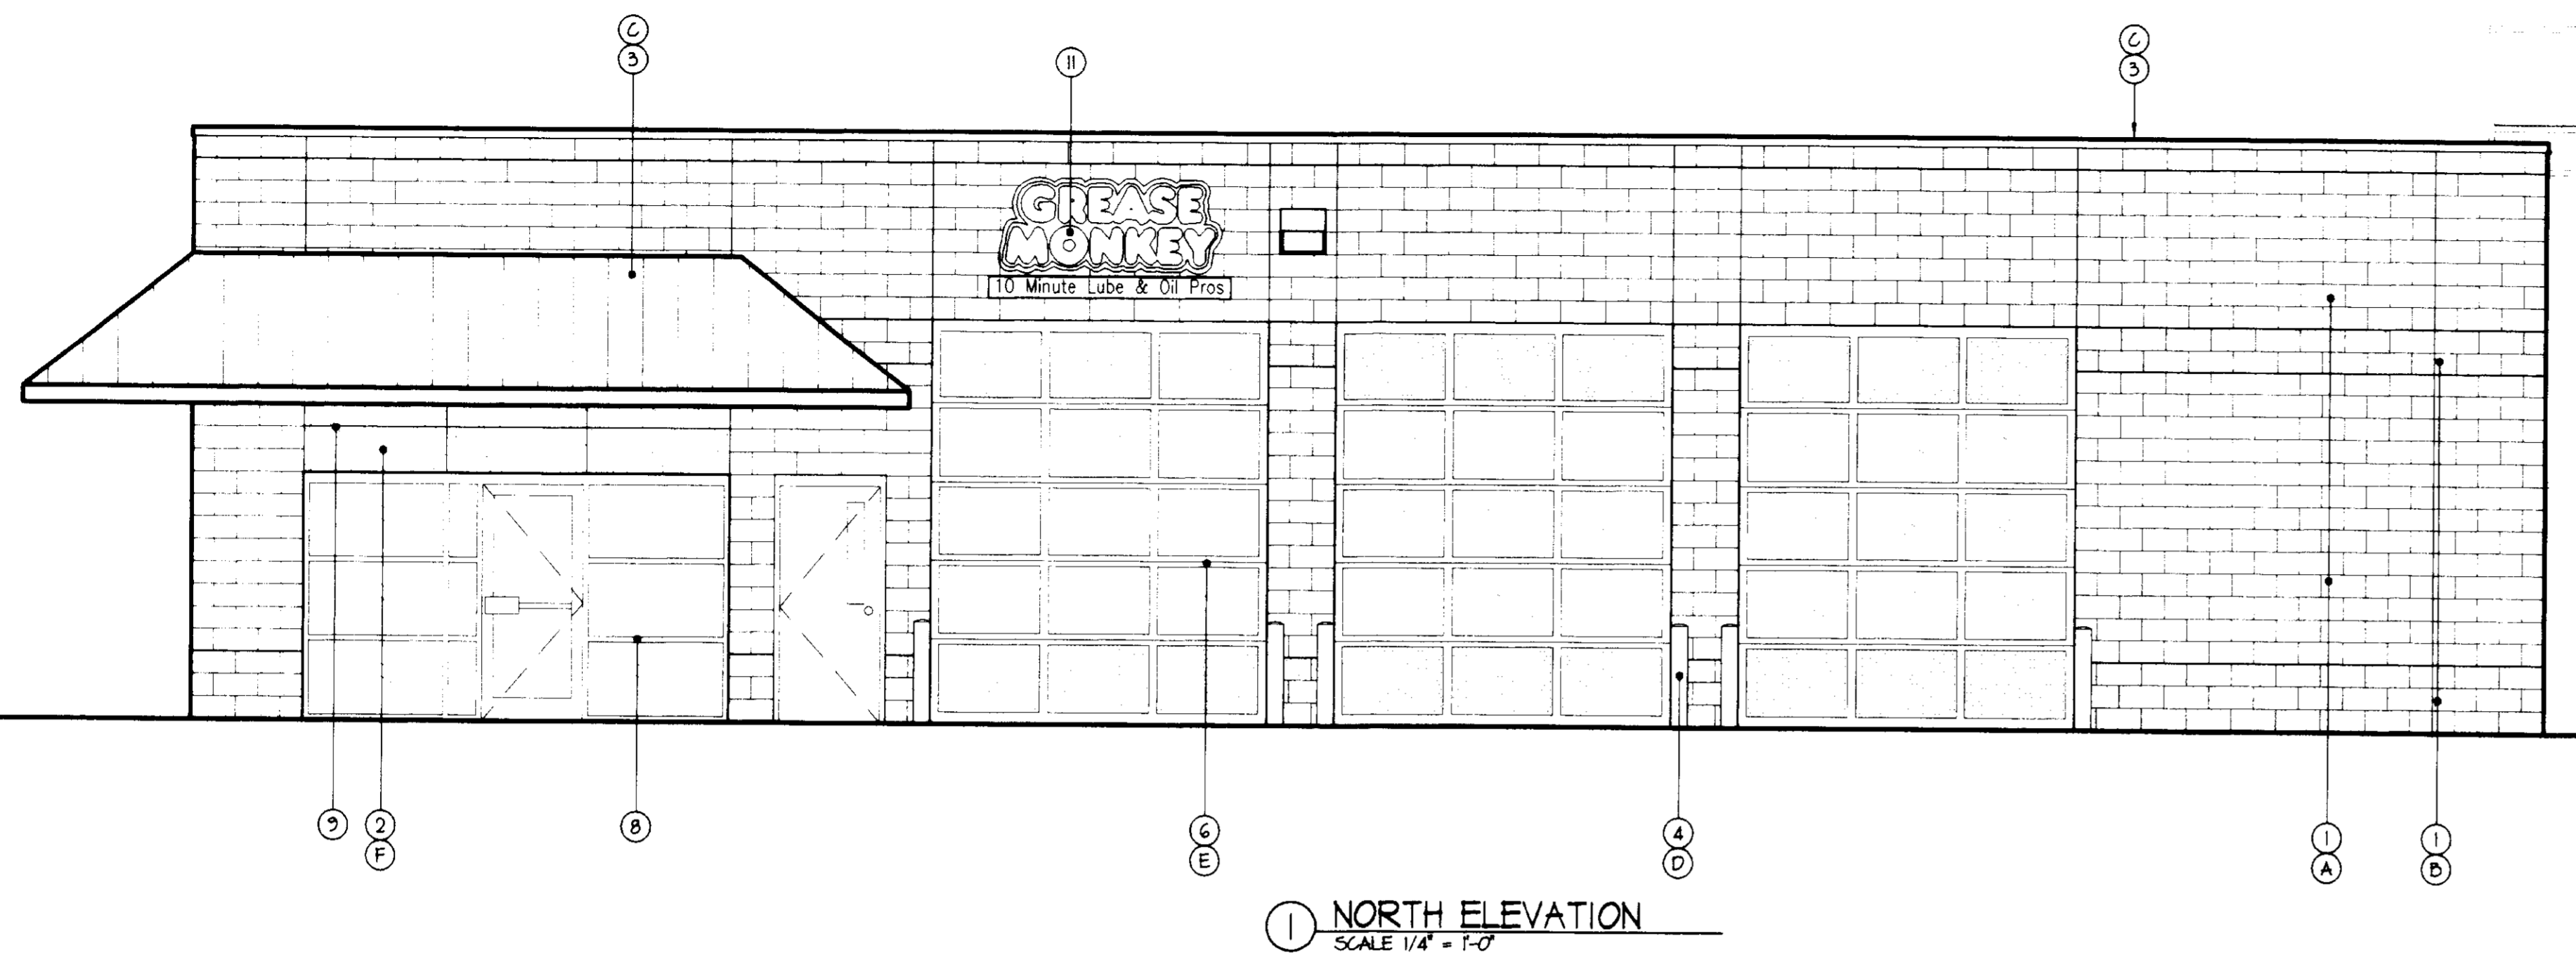 C
3
11
C
3
GREASE
MONKEY
10 Minute Lube & Oil Pros
9
2
F
8
6
E
4
D
1
A
1
B
1
NORTH ELEVATION
SCALE 1/4" = 1'-0"